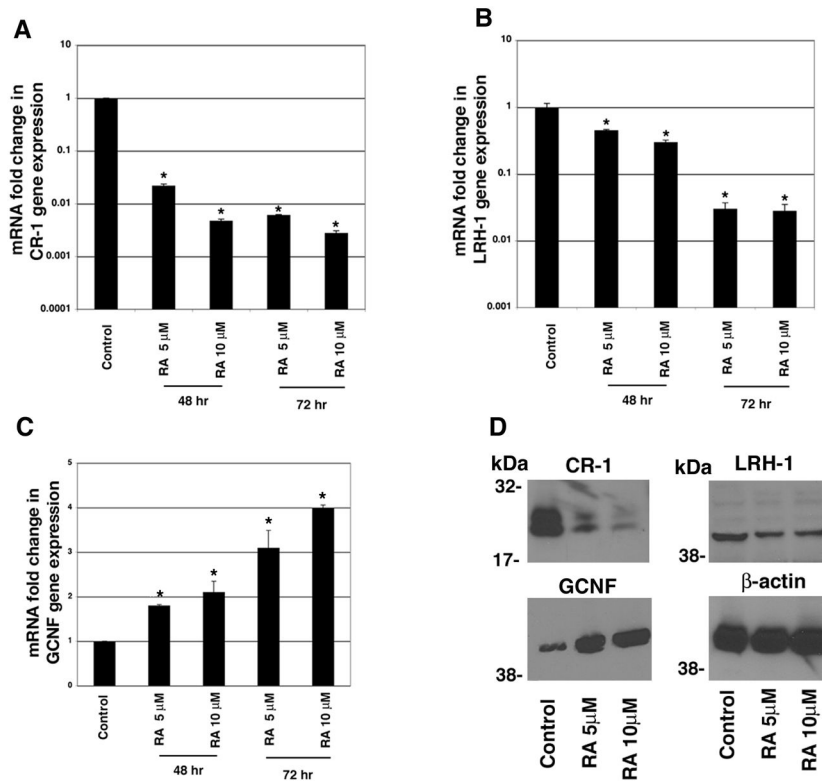 A
mRNA fold change in
CR-1 gene expression
10
1
0.1
0.01
0.001
0.0001
*
*
*
*
Control
RA 5 μM
RA 10 μM
RA 5 μM
RA 10 μM
48 hr
72 hr
B
mRNA fold change in
LRH-1 gene expression
10
1
0.1
0.01
0.001
*
*
*
*
Control
RA 5 μM
RA 10 μM
RA 5 μM
RA 10 μM
48 hr
72 hr
C
mRNA fold change in
GCNF gene expression
5
4
3
2
1
0
*
*
*
*
Control
RA 5 μM
RA 10 μM
RA 5 μM
RA 10 μM
48 hr
72 hr
D
kDa
CR-1
32-
17-
kDa
LRH-1
38-
GCNF
38-
β-actin
38-
Control
RA 5μM
RA 10μM
Control
RA 5μM
RA 10μM